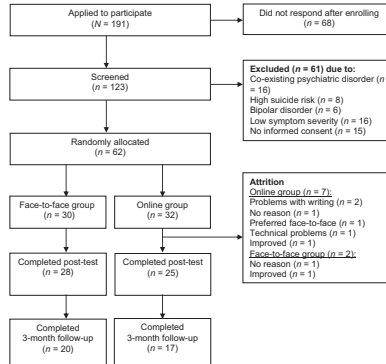 Applied to participate
(N = 191)
Did not respond after enrolling
(n = 68)
Screened
(n = 123)
Excluded (n = 61) due to:
Co-existing psychiatric disorder (n
= 16)
High suicide risk (n = 8)
Bipolar disorder (n = 6)
Low symptom severity (n = 16)
No informed consent (n = 15)
Randomly allocated
(n = 62)
Face-to-face group
(n = 30)
Online group
(n = 32)
Attrition
Online group (n = 7):
Problems with writing (n = 2)
No reason (n = 1)
Preferred face-to-face (n = 1)
Technical problems (n = 1)
Improved (n = 1)
Face-to-face group (n = 2):
No reason (n = 1)
Improved (n = 1)
Completed post-test
(n = 28)
Completed post-test
(n = 25)
Completed
3-month follow-up
(n = 20)
Completed
3-month follow-up
(n = 17)